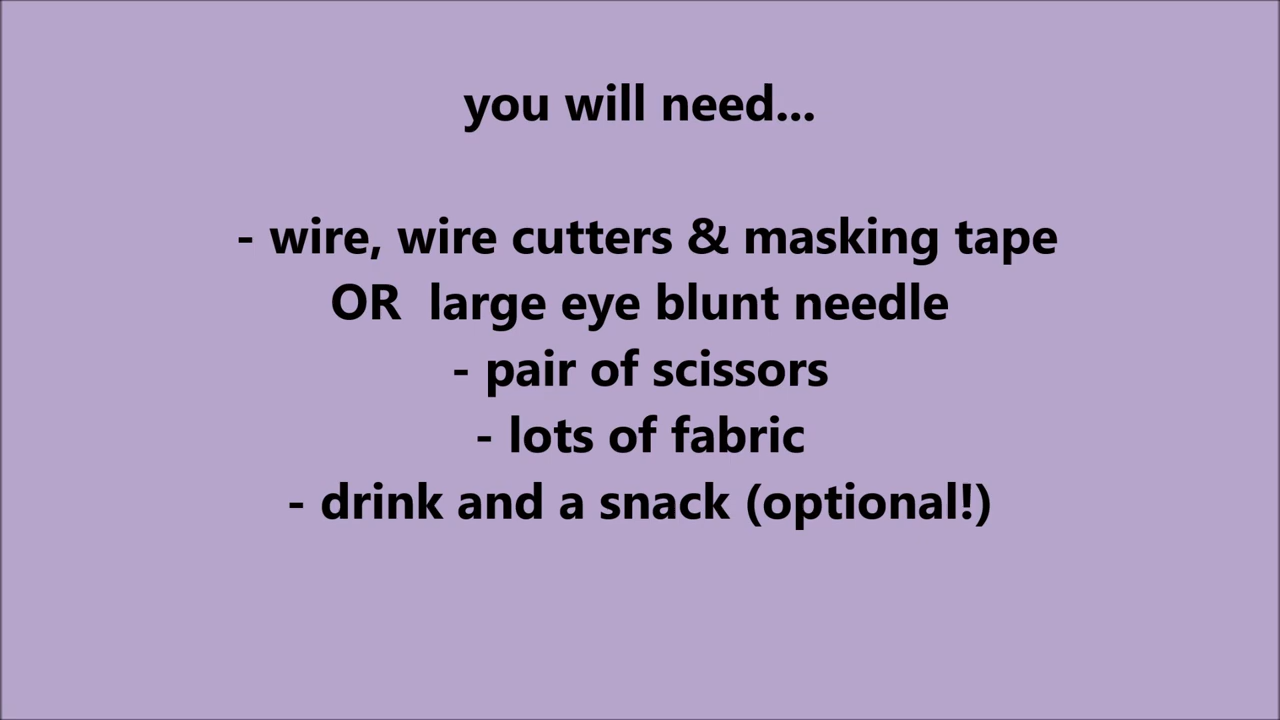 you will need...
- wire, wire cutters & masking tape
OR large eye blunt needle
- pair of scissors
- lots of fabric
- drink and a snack (optional!)